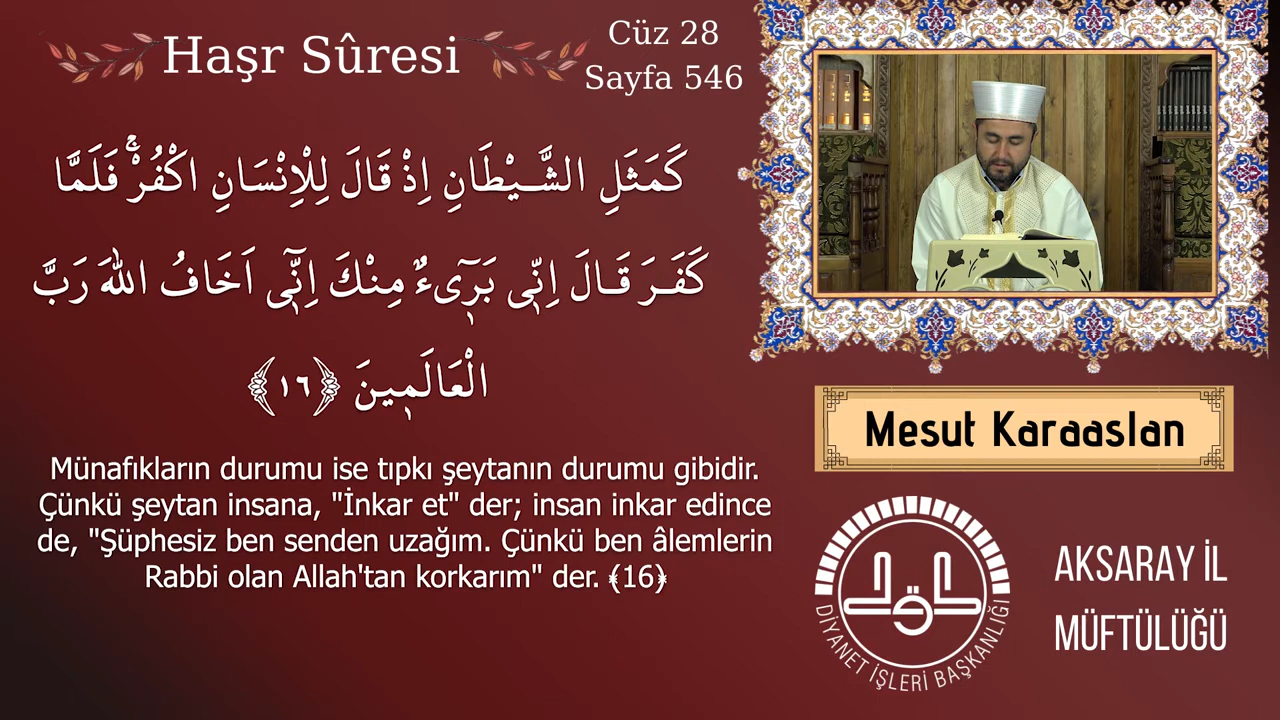 Haşr Sûresi
Cüz 28
Sayfa 546
كَمَثَلِ الشَّيْطَانِ اِذْ قَالَ لِلْاِنْسَانِ اكْفُرْۚ فَلَمَّا
كَفَرَ قَالَ اِنّ۪ي بَر۪ٓيءٌ مِنْكَ اِنّ۪ٓي اَخَافُ اللّٰهَ رَبَّ
الْعَالَم۪ينَ ﴿١٦﴾
Münafıkların durumu ise tıpkı şeytanın durumu gibidir.
Çünkü şeytan insana, "İnkar et" der; insan inkar edince
de, "Şüphesiz ben senden uzağım. Çünkü ben âlemlerin
Rabbi olan Allah'tan korkarım" der. ﴾16﴿
Mesut Karaaslan
DİYANET İŞLERİ BAŞKANLIĞI
AKSARAY İL
MÜFTÜLÜĞÜ